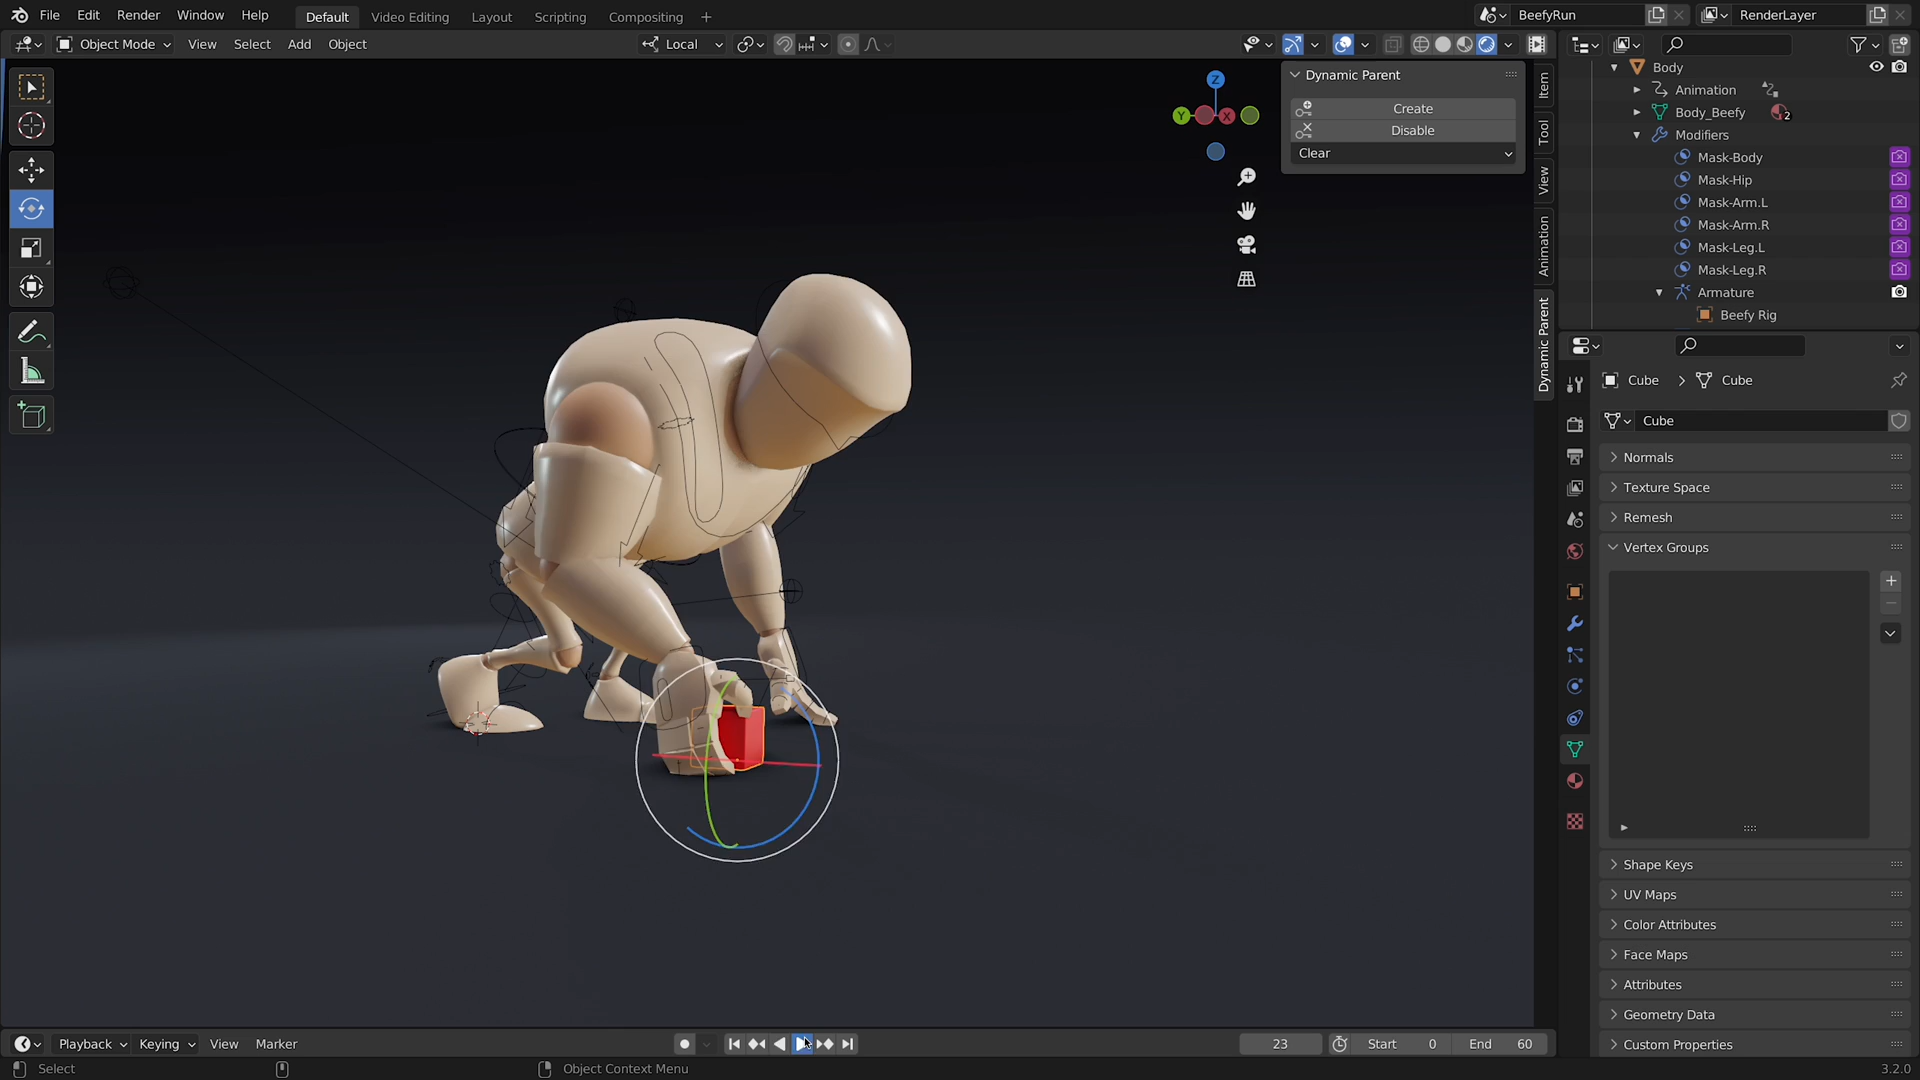 File Edit Render Window Help Default Video Editing Layout Scripting Compositing + BeefyRun RenderLayer
Object Mode View Select Add Object Local
Dynamic Parent
Create
Disable
Clear
Z
Y
X
Item
Tool
View
Animation
Dynamic Parent
Body
Animation
Body_Beefy 2
Modifiers
Mask-Body
Mask-Hip
Mask-Arm.L
Mask-Arm.R
Mask-Leg.L
Mask-Leg.R
Armature
Beefy Rig
Cube > Cube
Cube
Normals
Texture Space
Remesh
Vertex Groups
Shape Keys
UV Maps
Color Attributes
Face Maps
Attributes
Geometry Data
Custom Properties
Playback Keying View Marker 23 Start 0 End 60
Select Object Context Menu 3.2.0